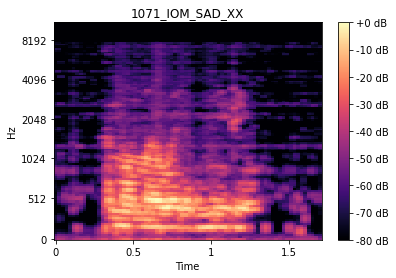 1071_IOM_SAD_XX
8192
4096
2048
1024
512
0
Hz
0
0.5
1
1.5
Time
+0 dB
-10 dB
-20 dB
-30 dB
-40 dB
-50 dB
-60 dB
-70 dB
-80 dB